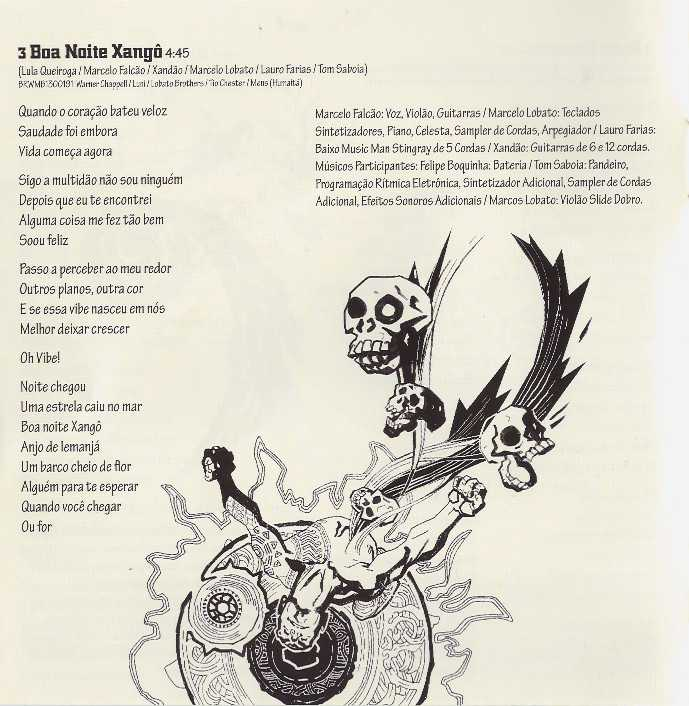 3 Boa Noite Xangô 4:45
(Lula Queiroga / Marcelo Falcão / Xandão / Marcelo Lobato / Lauro Farias / Tom Saboia)
BRWMB1300191 Warner Chappell / Luni / Lobato Brothers / Tio Chester / Mens (Humaitá)
Quando o coração bateu veloz
Saudade foi embora
Vida começa agora
Sigo a multidão não sou ninguém
Depois que eu te encontrei
Alguma coisa me fez tão bem
Soou feliz
Passo a perceber ao meu redor
Outros planos, outra cor
E se essa vibe nasceu em nós
Melhor deixar crescer
Oh Vibe!
Noite chegou
Uma estrela caiu no mar
Boa noite Xangô
Anjo de Iemanjá
Um barco cheio de flor
Alguém para te esperar
Quando você chegar
Ou for
Marcelo Falcão: Voz, Violão, Guitarras / Marcelo Lobato: Teclados
Sintetizadores, Piano, Celesta, Sampler de Cordas, Arpegiador / Lauro Farias:
Baixo Music Man Stingray de 5 Cordas / Xandão: Guitarras de 6 e 12 cordas.
Músicos Participantes: Felipe Boquinha: Bateria / Tom Saboia: Pandeiro,
Programação Rítmica Eletrônica, Sintetizador Adicional, Sampler de Cordas
Adicional, Efeitos Sonoros Adicionais / Marcos Lobato: Violão Slide Dobro.